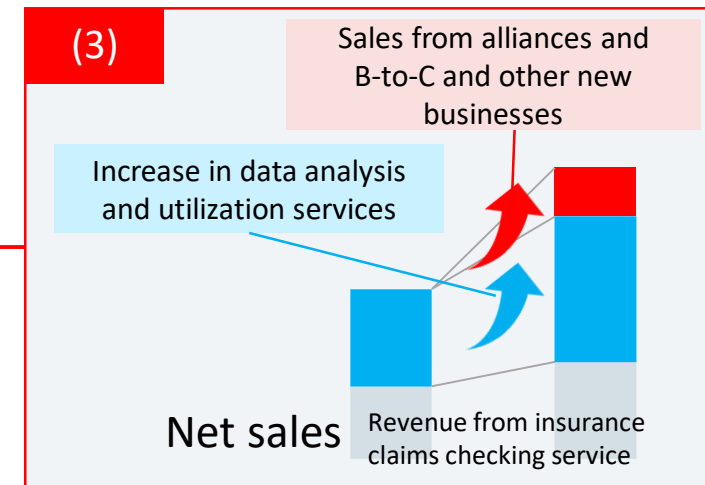 (3)
Sales from alliances and
B-to-C and other new
businesses
Increase in data analysis
and utilization services
Net sales
Revenue from insurance
claims checking service